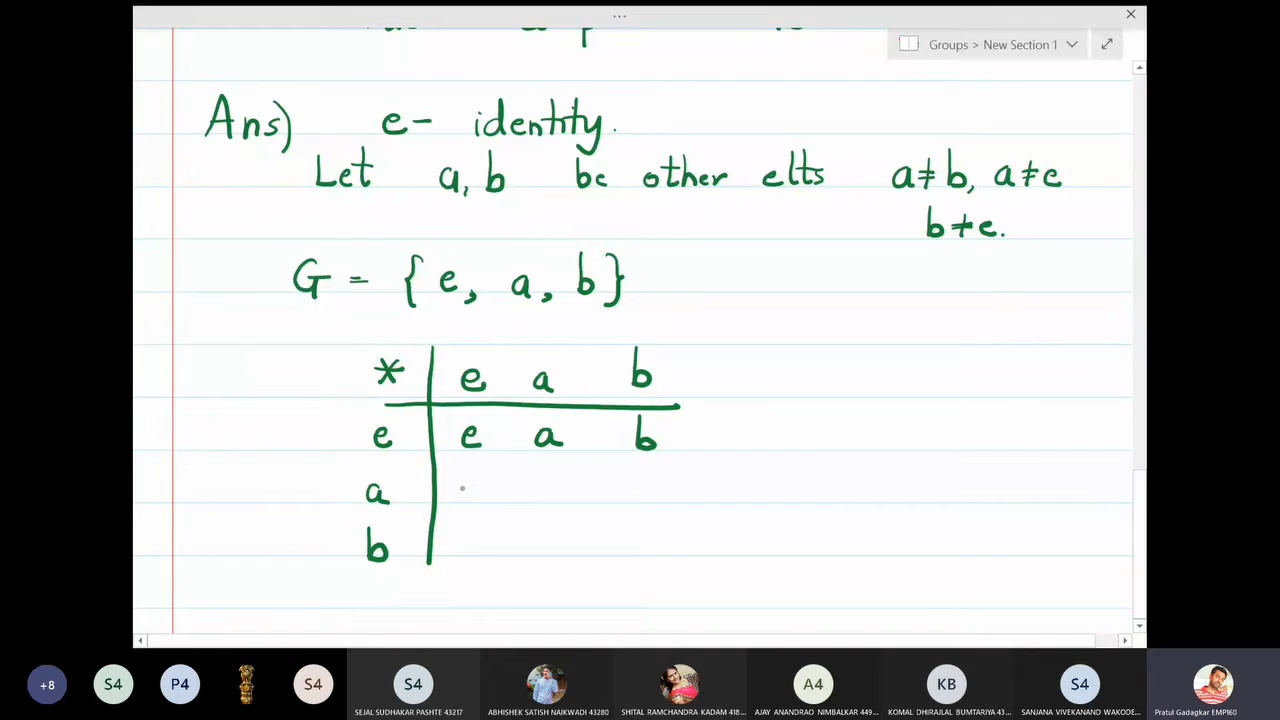 Groups > New Section 1
Ans) e- identity.
Let a, b be other elts a≠b, a≠e
b≠e.
G = {e, a, b}
* e a b
e e a b
a
b
+8 S4 P4 S4 S4 A4 KB S4
SEJAL SUDHAKAR PASHTE 43217 ABHISHEK SATISH NAIKWADI 43280 SHITAL RAMCHANDRA KADAM 418... AJAY ANANDRAO NIMBALKAR 449... KOMAL DHIRAJLAL BUMTARIYA 43... SANJANA VIVEKANAND WAKODE... Pratul Gadagkar EMP160